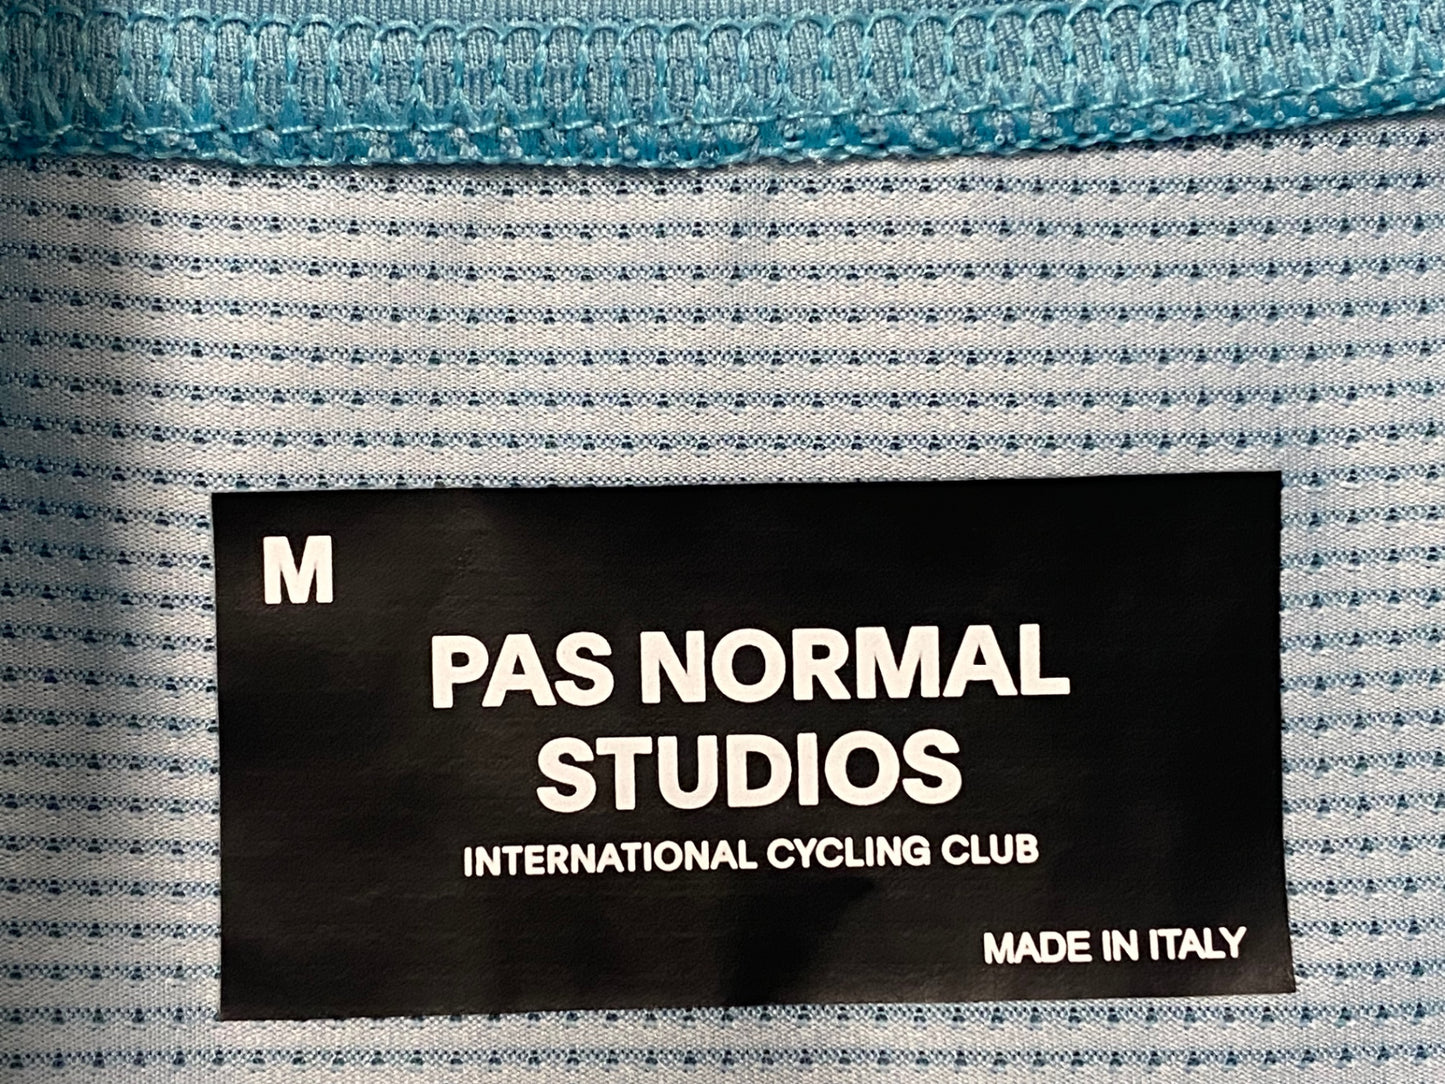 M
PAS NORMAL
STUDIOS
INTERNATIONAL CYCLING CLUB
MADE IN ITALY